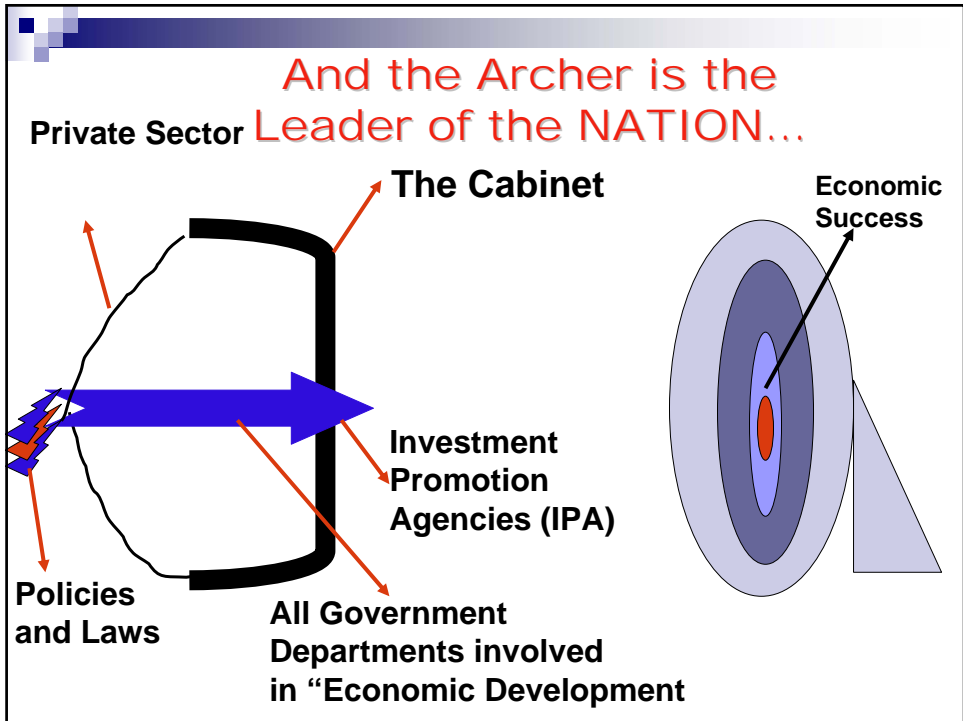 And the Archer is the
Leader of the NATION...
Private Sector
The Cabinet
Economic
Success
Investment
Promotion
Agencies (IPA)
Policies
and Laws
All Government
Departments involved
in “Economic Development